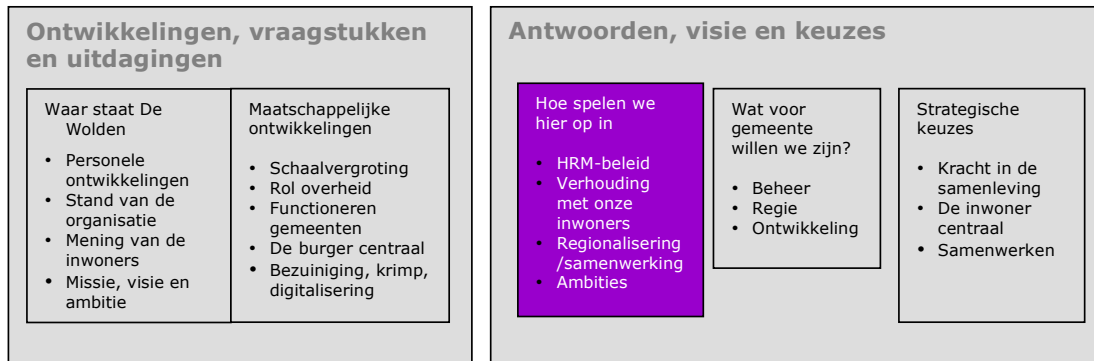 Ontwikkelingen, vraagstukken
en uitdagingen
Waar staat De
Wolden
• Personele
ontwikkelingen
• Stand van de
organisatie
• Mening van de
inwoners
• Missie, visie en
ambitie
Maatschappelijke
ontwikkelingen
• Schaalvergroting
• Rol overheid
• Functioneren
gemeenten
• De burger centraal
• Bezuiniging, krimp,
digitalisering
Antwoorden, visie en keuzes
Hoe spelen we
hier op in
• HRM-beleid
• Verhouding
met onze
inwoners
• Regionalisering
/samenwerking
• Ambities
Wat voor
gemeente
willen we zijn?
• Beheer
• Regie
• Ontwikkeling
Strategische
keuzes
• Kracht in de
samenleving
• De inwoner
centraal
• Samenwerken